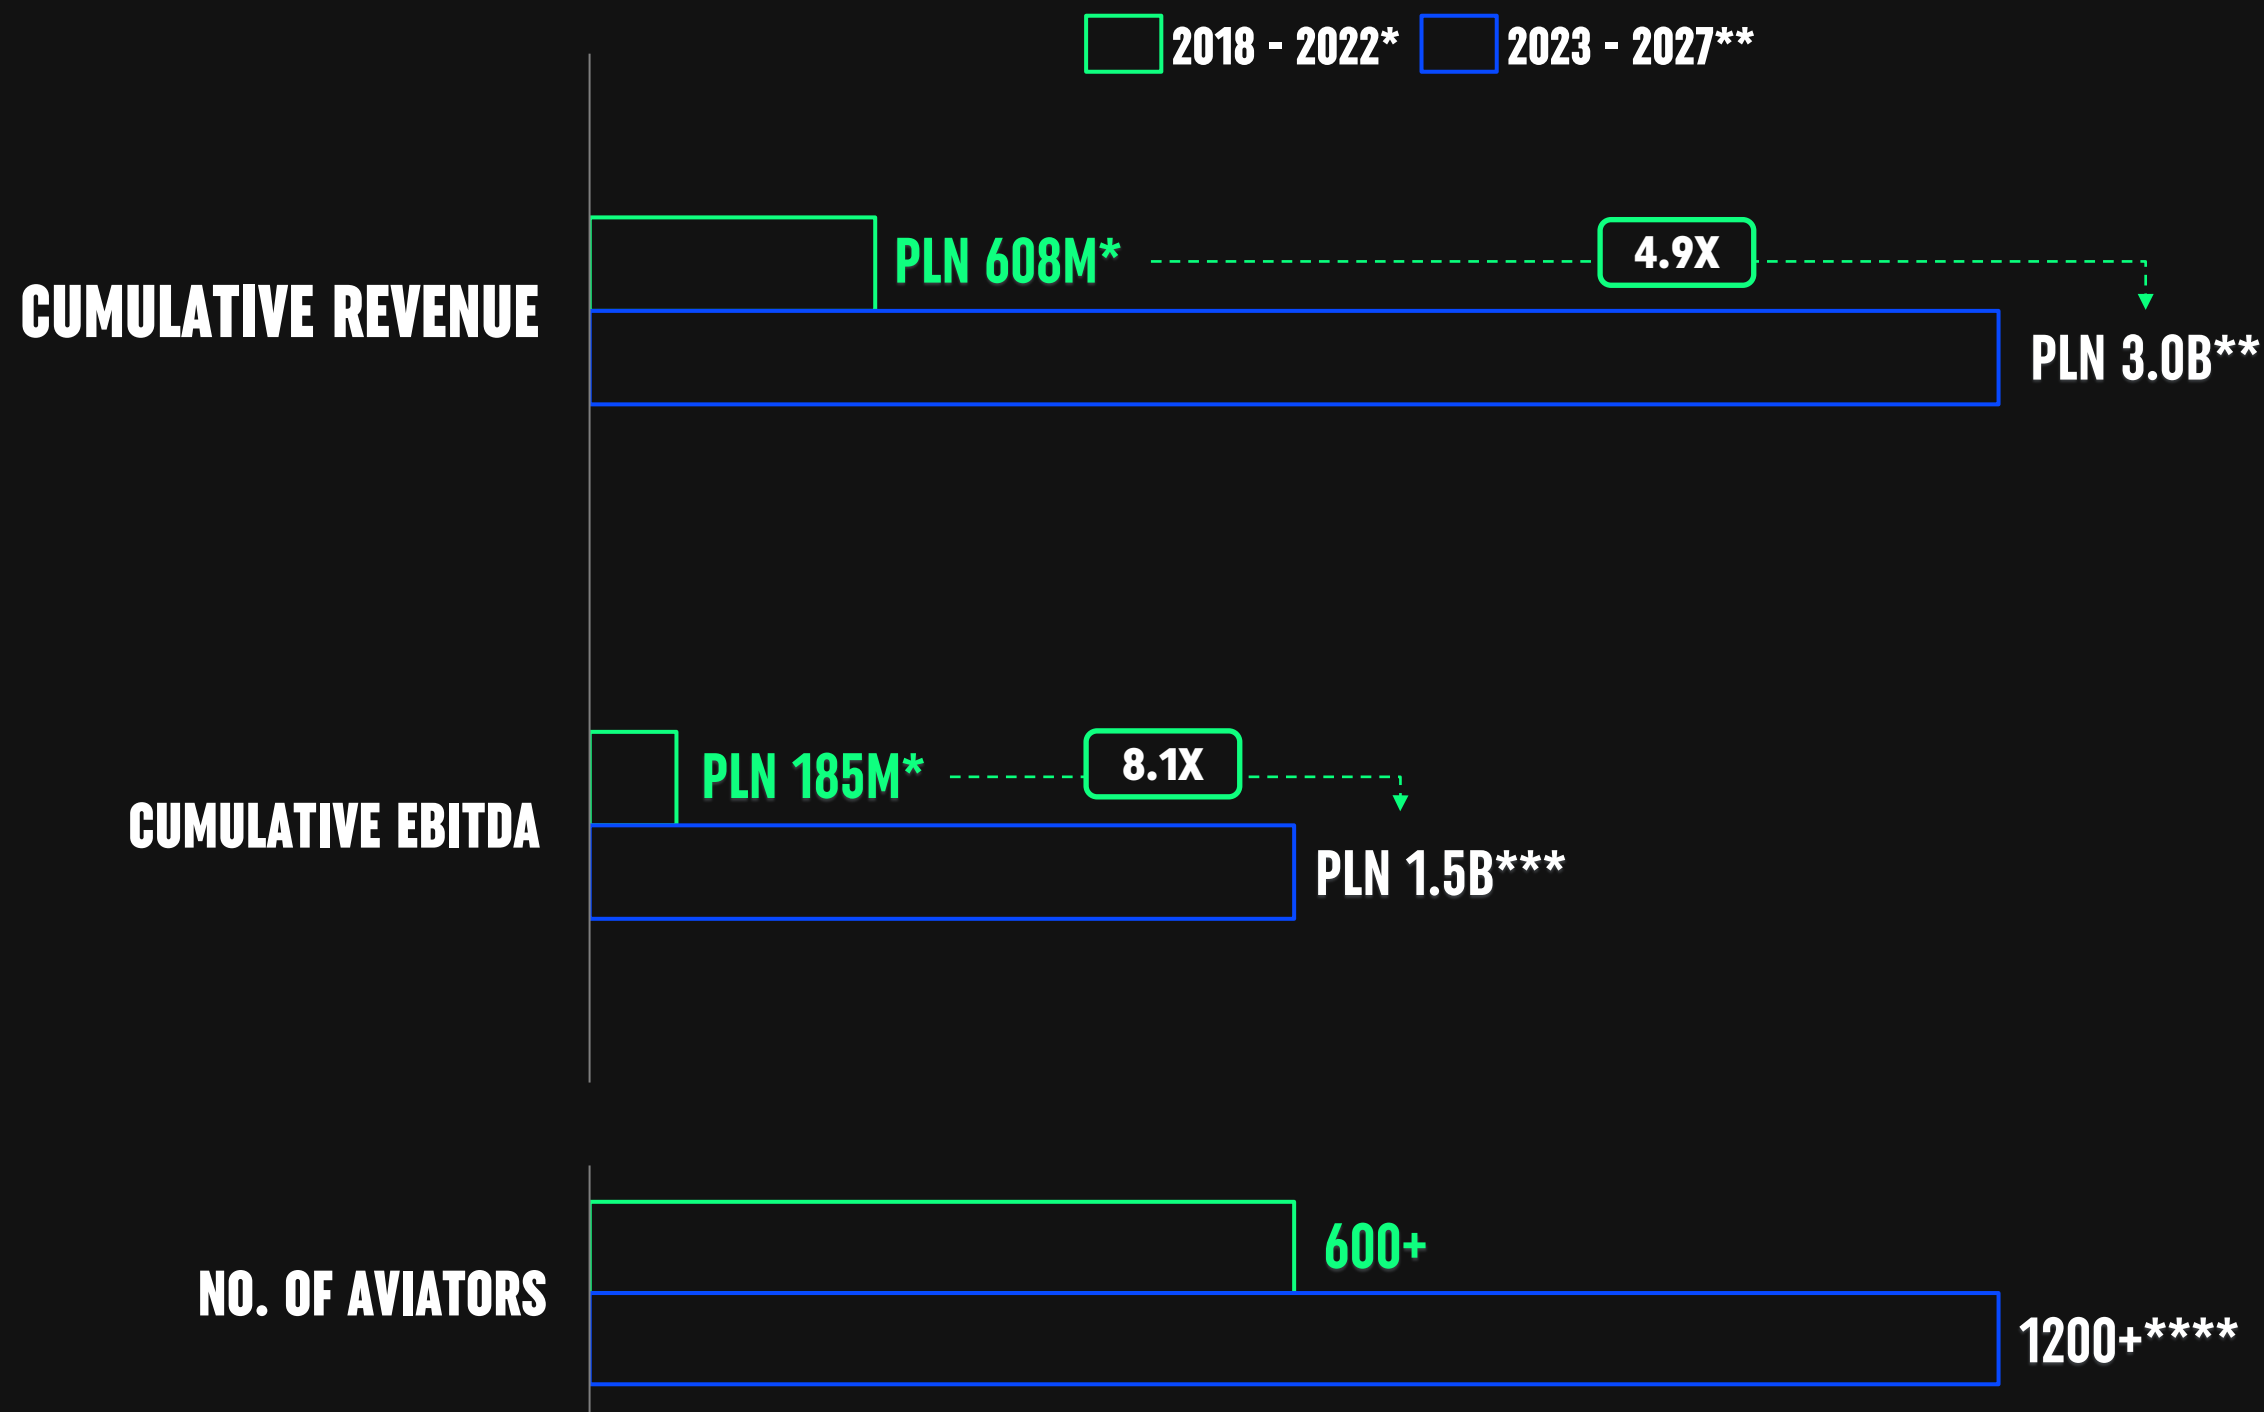 2018 - 2022* 2023 - 2027**
PLN 608M* 4.9X
CUMULATIVE REVENUE
PLN 3.0B**
PLN 185M* 8.1X
CUMULATIVE EBITDA
PLN 1.5B***
600+
NO. OF AVIATORS
1200+****